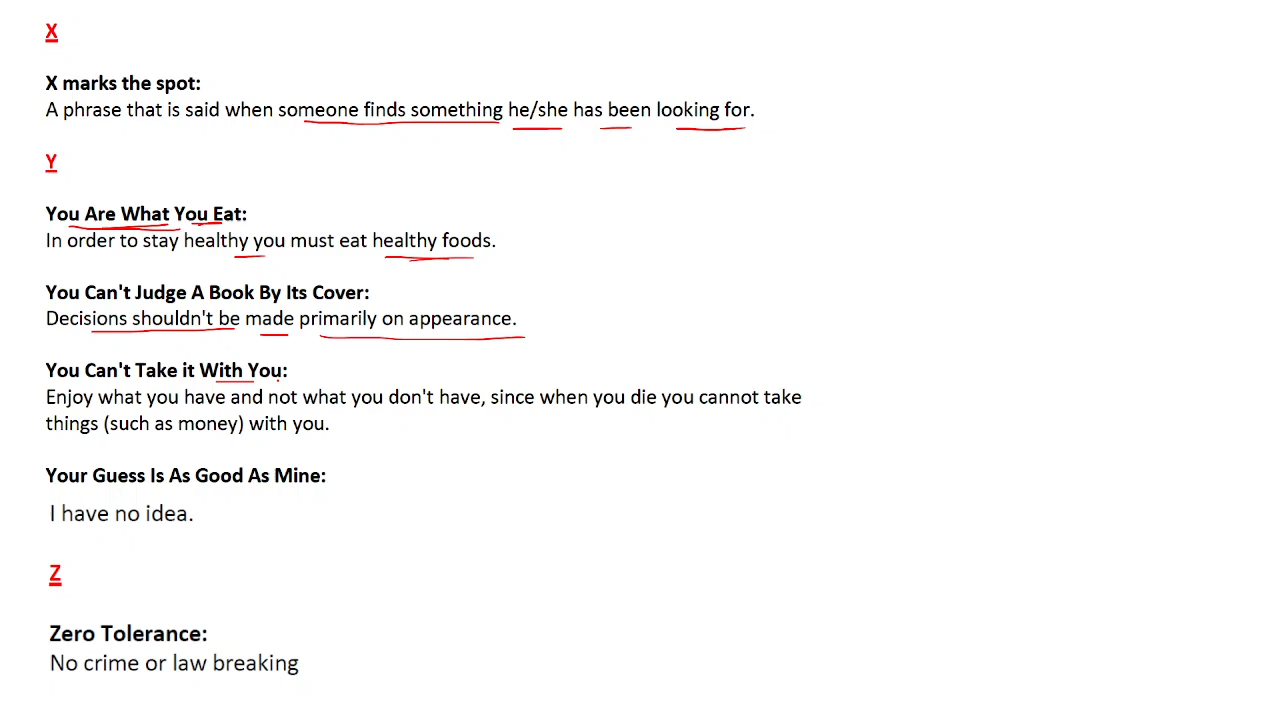 X
X marks the spot:
A phrase that is said when someone finds something he/she has been looking for.
Y
You Are What You Eat:
In order to stay healthy you must eat healthy foods.
You Can't Judge A Book By Its Cover:
Decisions shouldn't be made primarily on appearance.
You Can't Take it With You:
Enjoy what you have and not what you don't have, since when you die you cannot take
things (such as money) with you.
Your Guess Is As Good As Mine:
I have no idea.
Z
Zero Tolerance:
No crime or law breaking